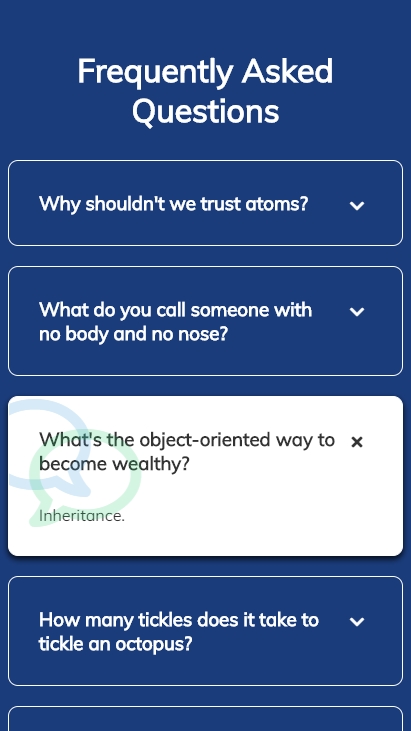 Frequently Asked
Questions
Why shouldn't we trust atoms?
What do you call someone with
no body and no nose?
What's the object-oriented way to
become wealthy?
Inheritance.
How many tickles does it take to
tickle an octopus?